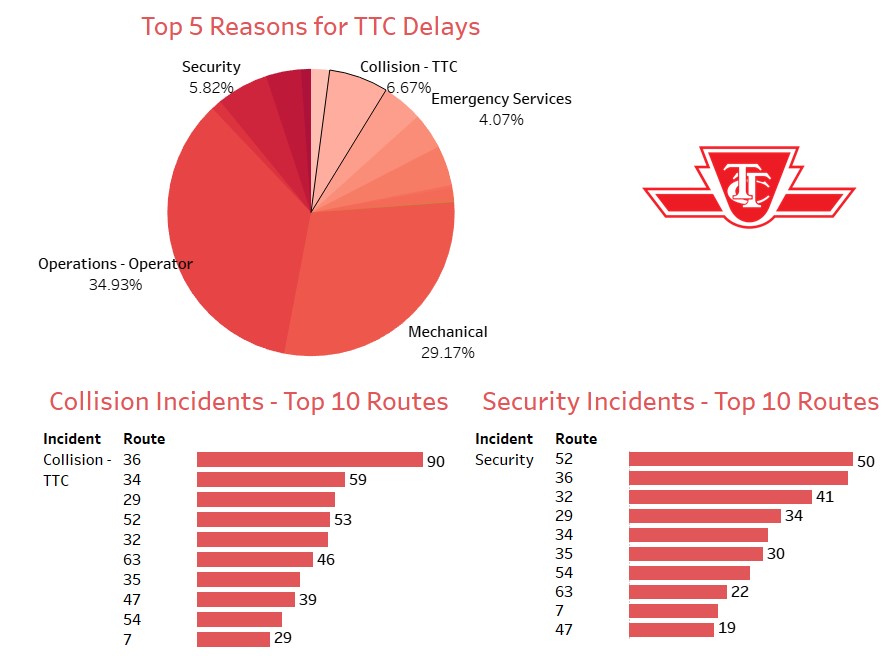 Top 5 Reasons for TTC Delays
Security
5.82%
Collision - TTC
6.67%
Emergency Services
4.07%
Operations - Operator
34.93%
Mechanical
29.17%
TTC
Collision Incidents - Top 10 Routes
Incident Route
Collision - 36 90
TTC 34 59
29
52 53
32
63 46
35
47 39
54
7 29
Security Incidents - Top 10 Routes
Incident Route
Security 52 50
36
32 41
29 34
34
35 30
54
63 22
7
47 19